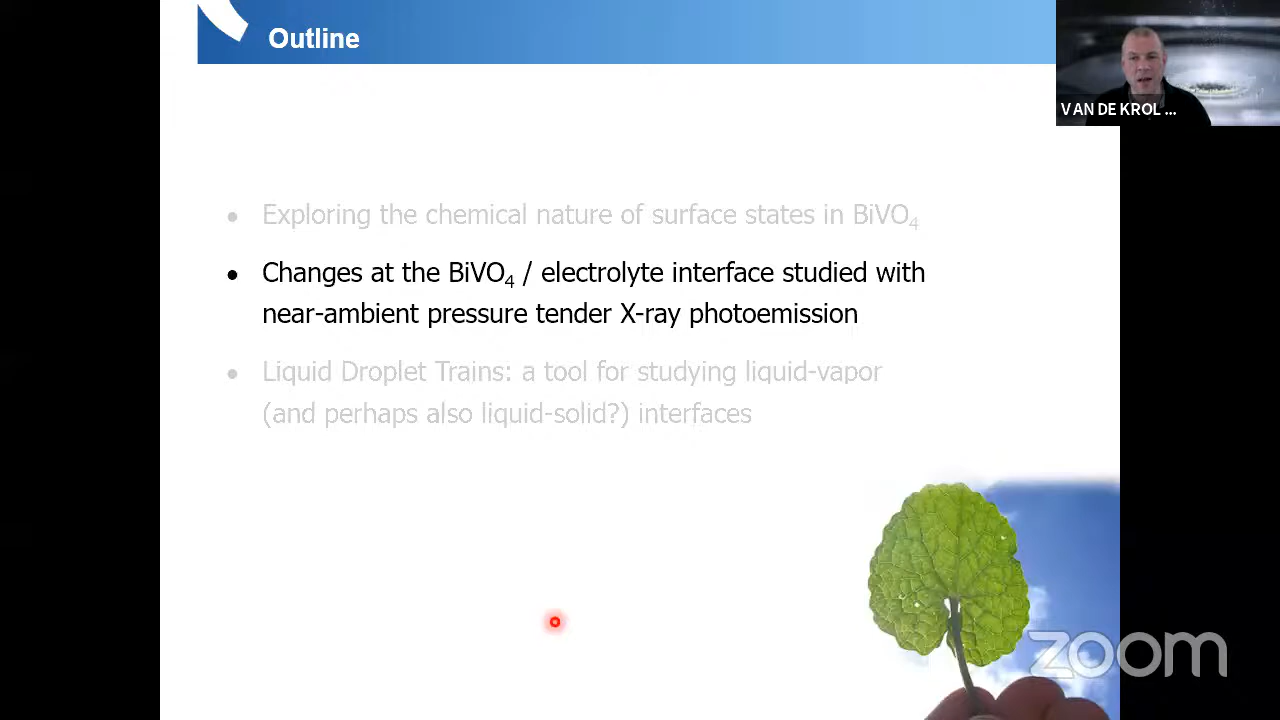 Outline
VAN DE KROL ...
• Exploring the chemical nature of surface states in BiVO₄
• Changes at the BiVO₄ / electrolyte interface studied with
near-ambient pressure tender X-ray photoemission
• Liquid Droplet Trains: a tool for studying liquid-vapor
(and perhaps also liquid-solid?) interfaces
zoom